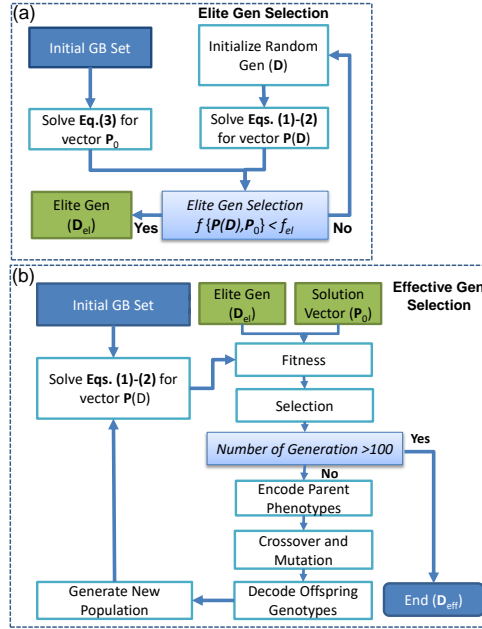 (a)
Elite Gen Selection
Initial GB Set
Initialize Random
Gen (D)
Solve Eq.(3) for
vector P0
Solve Eqs. (1)-(2)
for vector P(D)
Elite Gen
(Del)
Yes
Elite Gen Selection
f {P(D),P0} < fel
No
(b)
Initial GB Set
Elite Gen
(Del)
Solution
Vector (P0)
Effective Gen
Selection
Solve Eqs. (1)-(2) for
vector P(D)
Fitness
Selection
Number of Generation >100
Yes
No
Encode Parent
Phenotypes
Crossover and
Mutation
Generate New
Population
Decode Offspring
Genotypes
End (Deff)